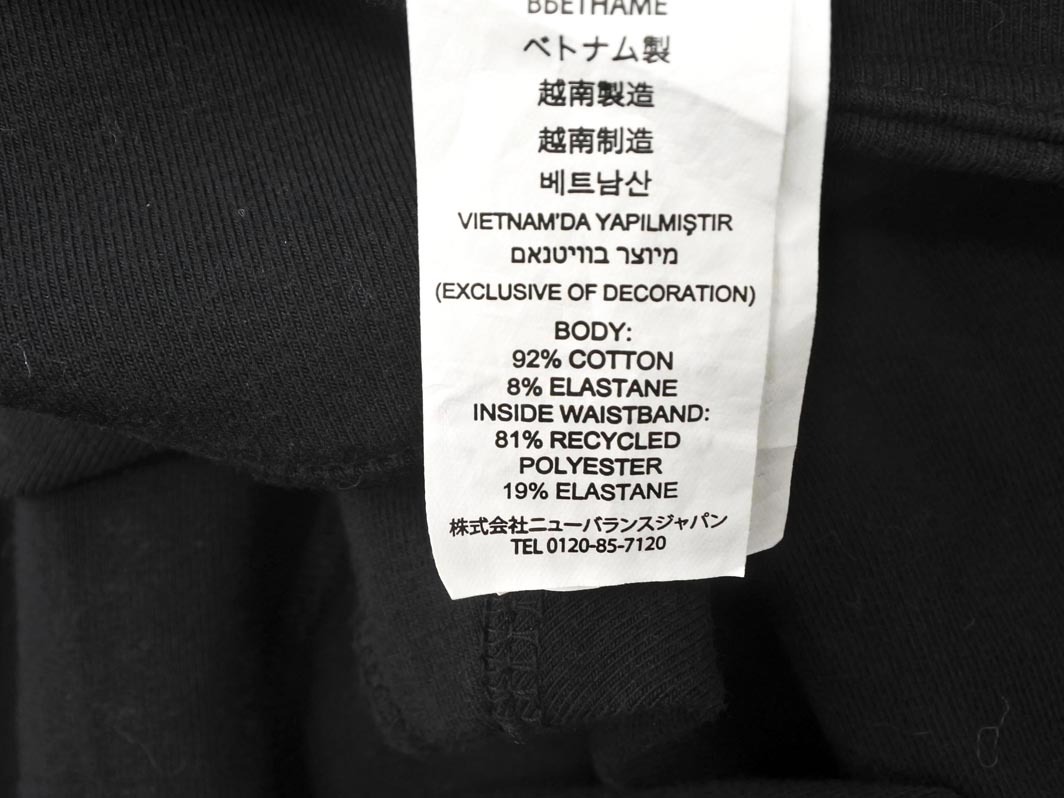 ВЬЕТНАМЕ
ベトナム製
越南製造
越南制造
베트남산
VIETNAM'DA YAPILMIŞTIR
מיוצר בוויטנאם
(EXCLUSIVE OF DECORATION)
BODY:
92% COTTON
8% ELASTANE
INSIDE WAISTBAND:
81% RECYCLED
POLYESTER
19% ELASTANE
株式会社ニューバランスジャパン
TEL 0120-85-7120